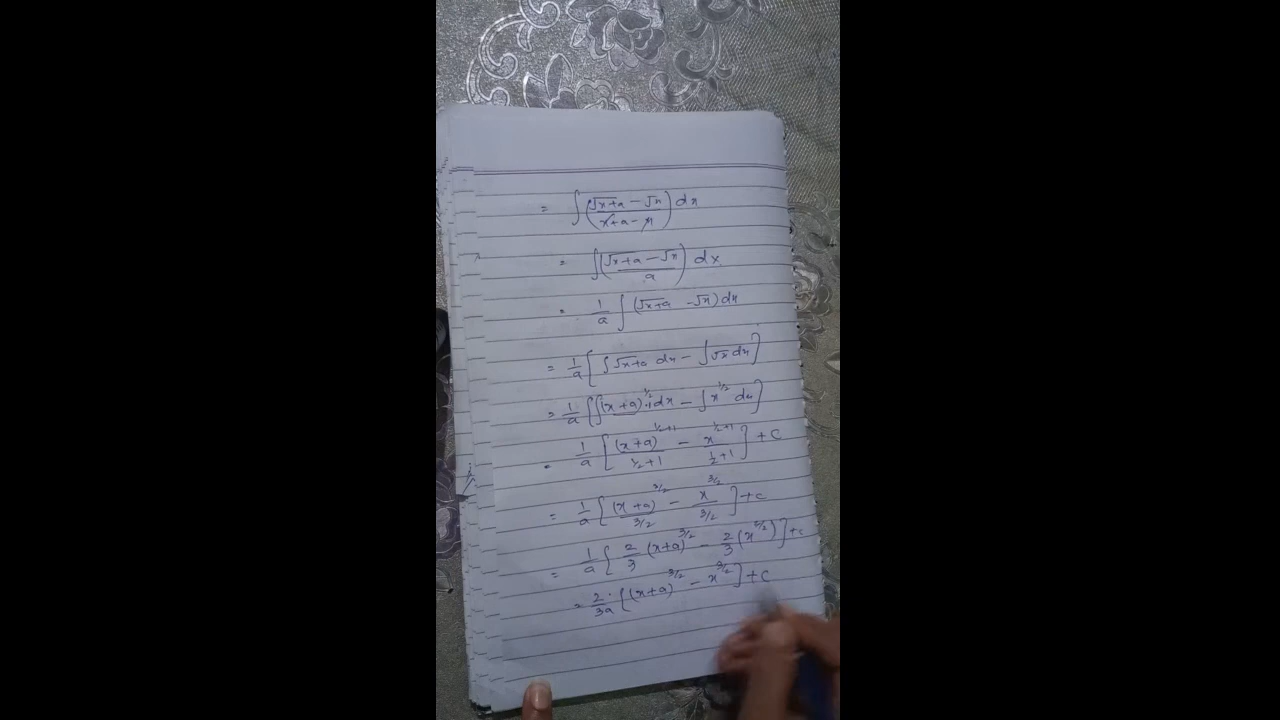 = ∫ ((√x+a − √x)/(x+a−x)) dx
= ∫ ((√x+a − √x)/a) dx.
= 1/a ∫ (√x+a − √x) dx
= 1/a [∫ √x+a dx − ∫ √x dx]
= 1/a [∫ (x+a)^1/2 · 1 dx − ∫ x^1/2 dx]
= 1/a [(x+a)^1/2+1 / 1/2+1 − x^1/2+1 / 1/2+1] + C
= 1/a [(x+a)^3/2 / 3/2 − x^3/2 / 3/2] + C
= 1/a [2/3 (x+a)^3/2 − 2/3 (x^3/2)] + C
= 2/3a [(x+a)^3/2 − x^3/2] + C